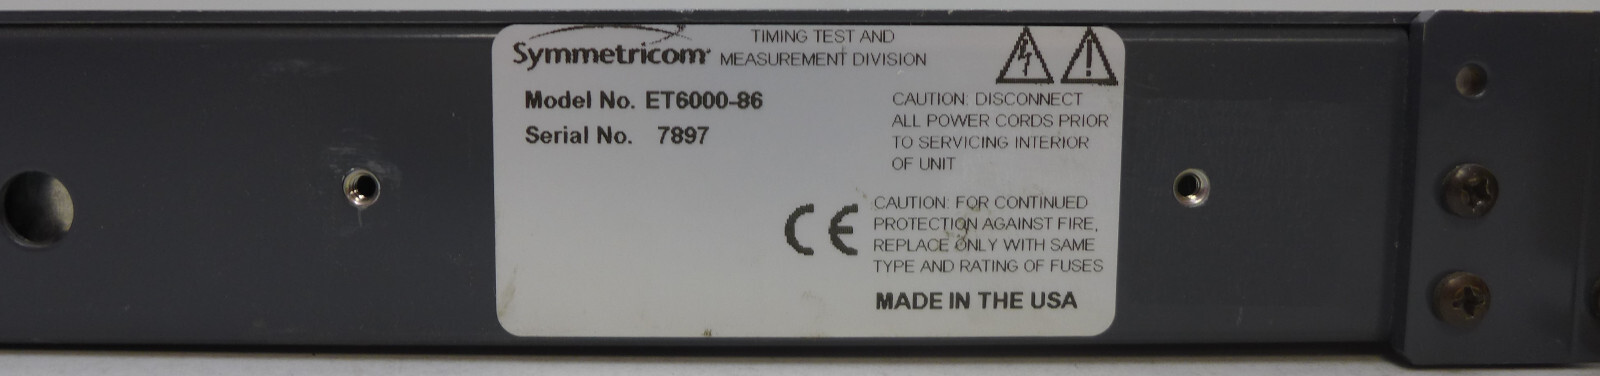 Symmetricom
TIMING TEST AND
MEASUREMENT DIVISION
Model No. ET6000-86
Serial No. 7897
CAUTION: DISCONNECT
ALL POWER CORDS PRIOR
TO SERVICING INTERIOR
OF UNIT
CE
CAUTION: FOR CONTINUED
PROTECTION AGAINST FIRE,
REPLACE ONLY WITH SAME
TYPE AND RATING OF FUSES
MADE IN THE USA